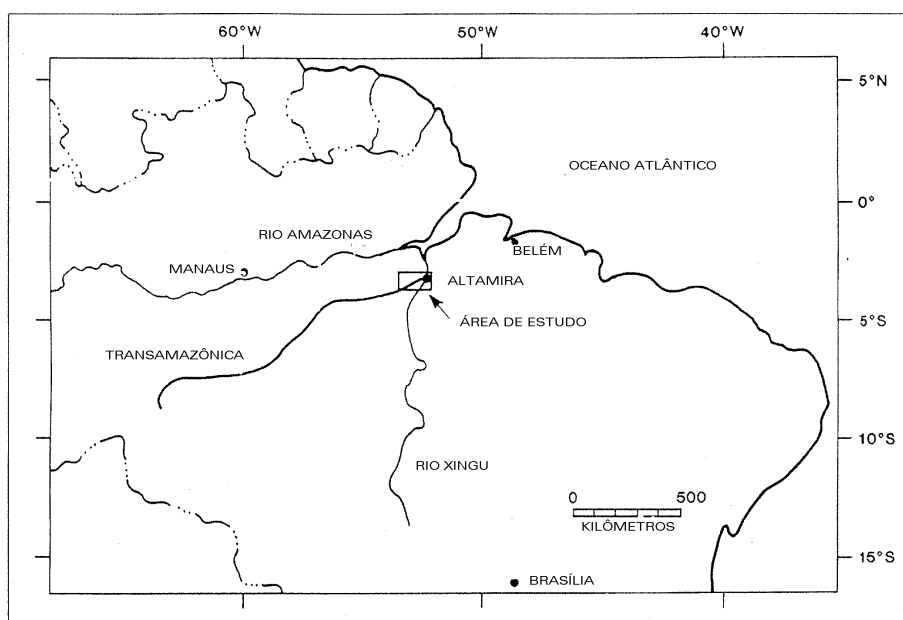 60°W 50°W 40°W
5°N
OCEANO ATLÂNTICO
0°
RIO AMAZONAS
BELÉM
MANAUS
ALTAMIRA
ÁREA DE ESTUDO
5°S
TRANSAMAZÔNICA
10°S
RIO XINGU
0 500
KILÔMETROS
15°S
BRASÍLIA